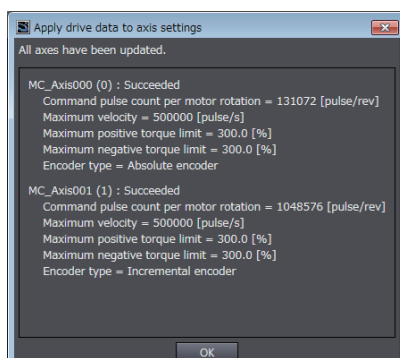 Apply drive data to axis settings
All axes have been updated.
MC_Axis000 (0) : Succeeded
Command pulse count per motor rotation = 131072 [pulse/rev]
Maximum velocity = 500000 [pulse/s]
Maximum positive torque limit = 300.0 [%]
Maximum negative torque limit = 300.0 [%]
Encoder type = Absolute encoder
MC_Axis001 (1) : Succeeded
Command pulse count per motor rotation = 1048576 [pulse/rev]
Maximum velocity = 500000 [pulse/s]
Maximum positive torque limit = 300.0 [%]
Maximum negative torque limit = 300.0 [%]
Encoder type = Incremental encoder
OK